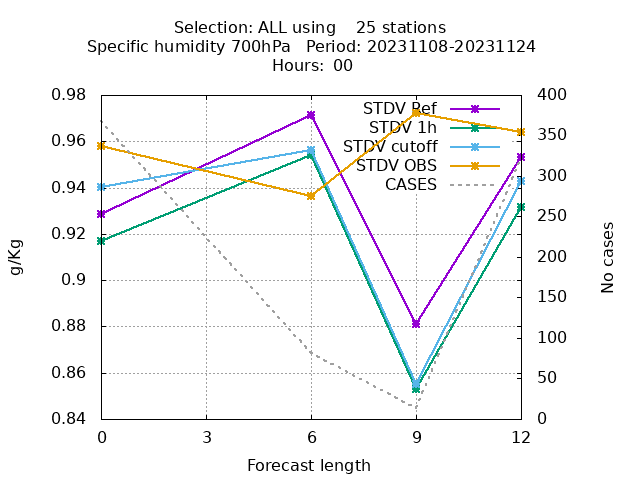 Selection: ALL using    25 stations
Specific humidity 700hPa   Period: 20231108-20231124
Hours:  00
0.98
0.96
0.94
0.92
0.9
0.88
0.86
0.84
g/Kg
STDV Ref
STDV 1h
STDV cutoff
STDV OBS
CASES
400
350
300
250
200
150
100
50
0
No cases
0 3 6 9 12
Forecast length